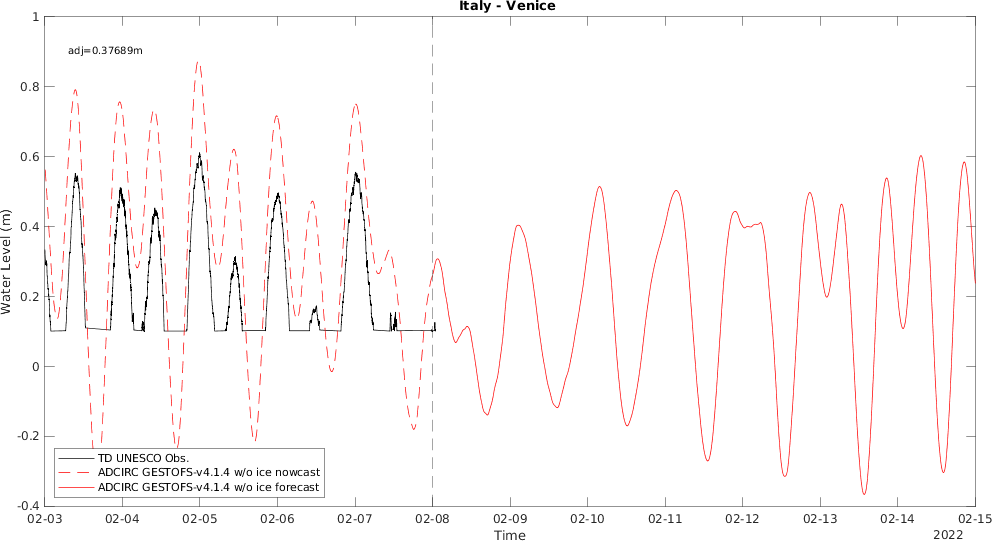 Italy - Venice
1
adj=0.37689m
0.8
0.6
0.4
0.2
0
-0.2
-0.4
Water Level (m)
TD UNESCO Obs.
ADCIRC GESTOFS-v4.1.4 w/o ice nowcast
ADCIRC GESTOFS-v4.1.4 w/o ice forecast
02-03 02-04 02-05 02-06 02-07 02-08 02-09 02-10 02-11 02-12 02-13 02-14 02-15
Time
2022